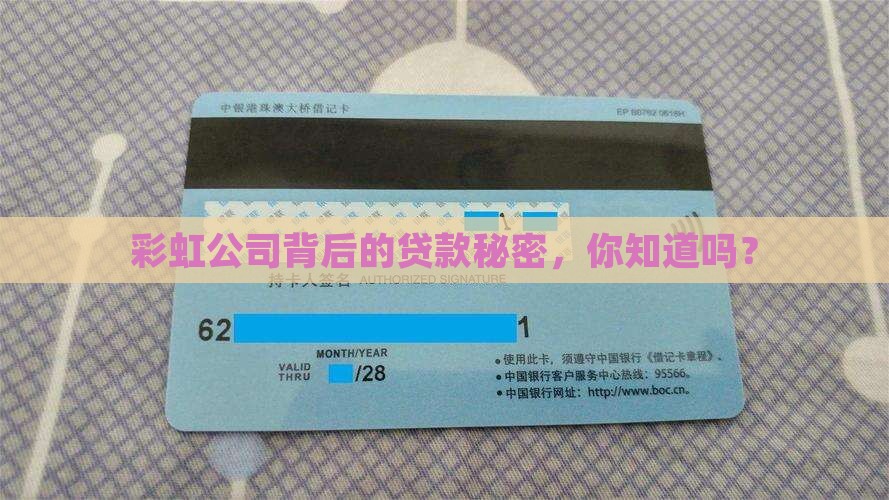 中银港珠澳大桥借记卡
EP B0762 0618H
1
彩虹公司背后的贷款秘密，你知道吗？
持卡人签名 AUTHORIZED SIGNATURE
62 1
MONTH/YEAR
VALID THRU /28
使用此卡，须遵守中国银行《借记卡章程》。
中国银行客户服务中心热线：95566。
中国银行网址：http://www.boc.cn。